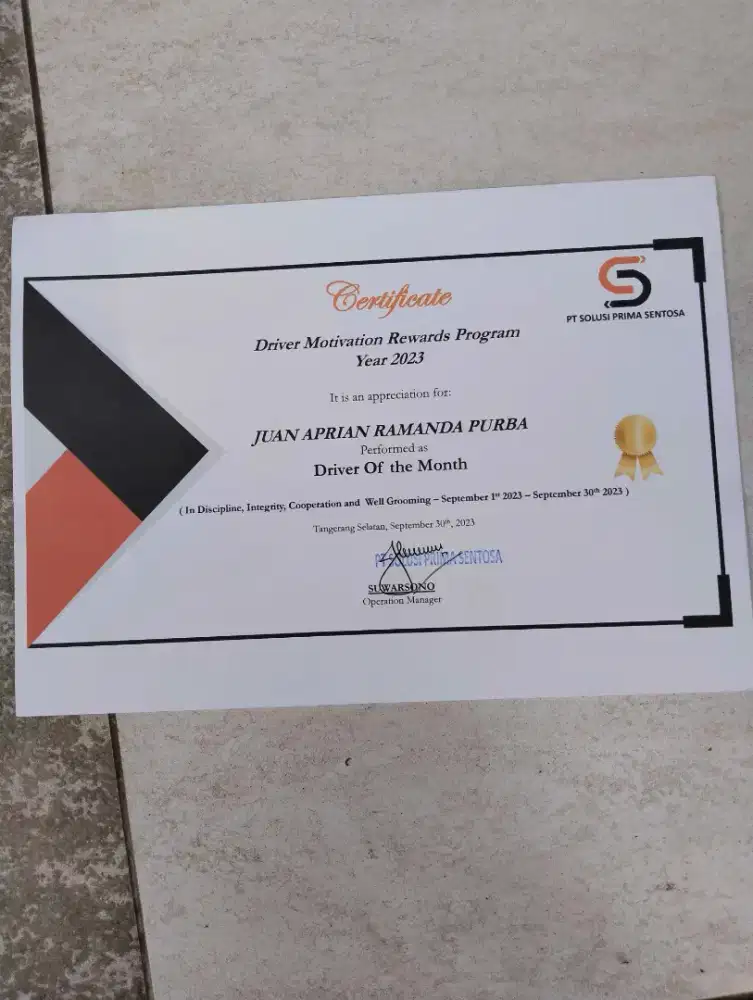 Certificate
PT SOLUSI PRIMA SENTOSA
Driver Motivation Rewards Program
Year 2023
It is an appreciation for:
JUAN APRIAN RAMANDA PURBA
Performed as
Driver Of the Month
( In Discipline, Integrity, Cooperation and Well Grooming – September 1st 2023 – September 30th 2023 )
Tangerang Selatan, September 30th, 2023
PT SOLUSI PRIMA SENTOSA
SUWARSONO
Operation Manager